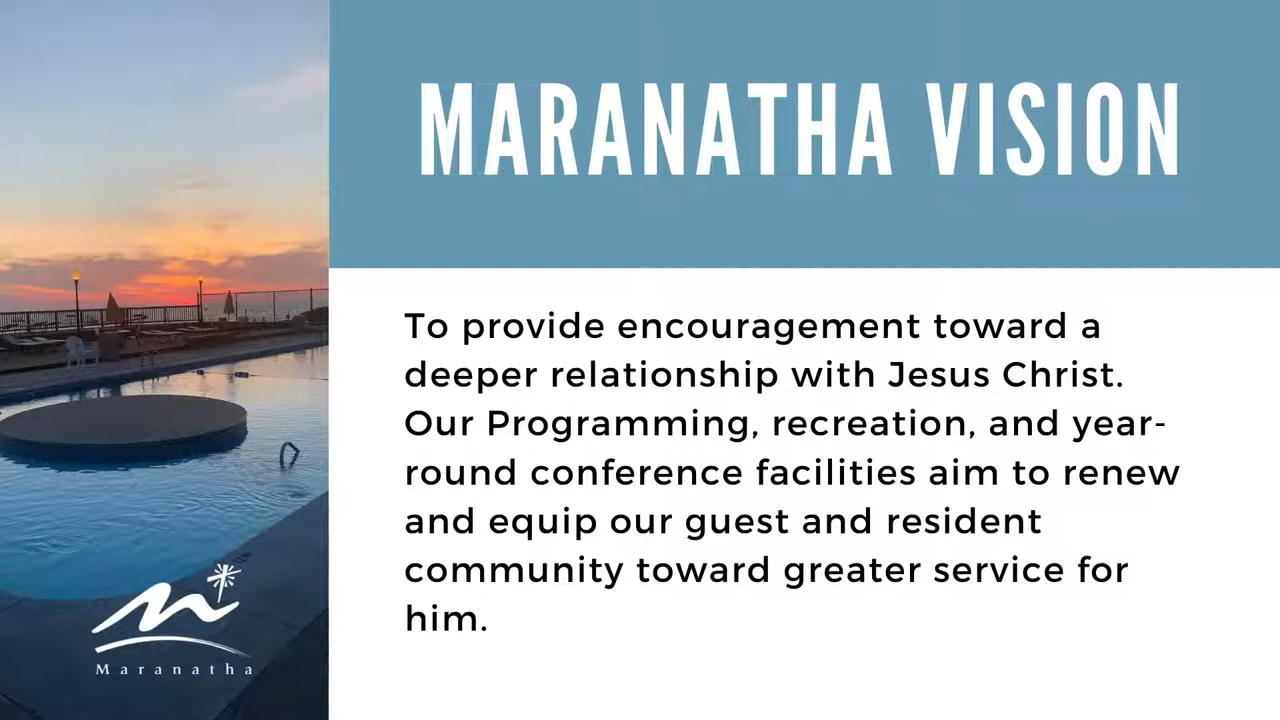 MARANATHA VISION
To provide encouragement toward a
deeper relationship with Jesus Christ.
Our Programming, recreation, and year-
round conference facilities aim to renew
and equip our guest and resident
community toward greater service for
him.
Maranatha